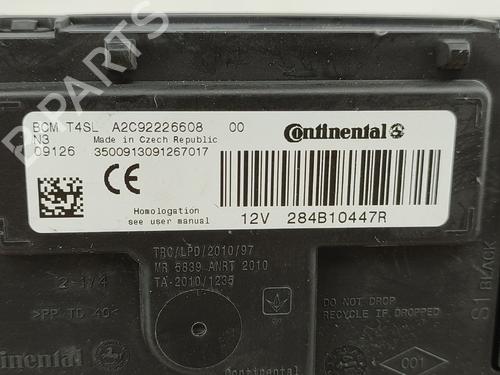 B-PARTS
BCM T4SL A2C92226608 00
N3 Made in Czech Republic
09126 3500913091267017
Continental
CE
Homologation
see user manual
12V 284B10447R
TRC/LPD/2010/97
MR 5839 ANRT 2010
TA-2010/1235
2-1/4
>PP TD 40<
DO NOT DROP
RECYCLE IF DROPPED
S1 BLACK
Continental
Continental
001